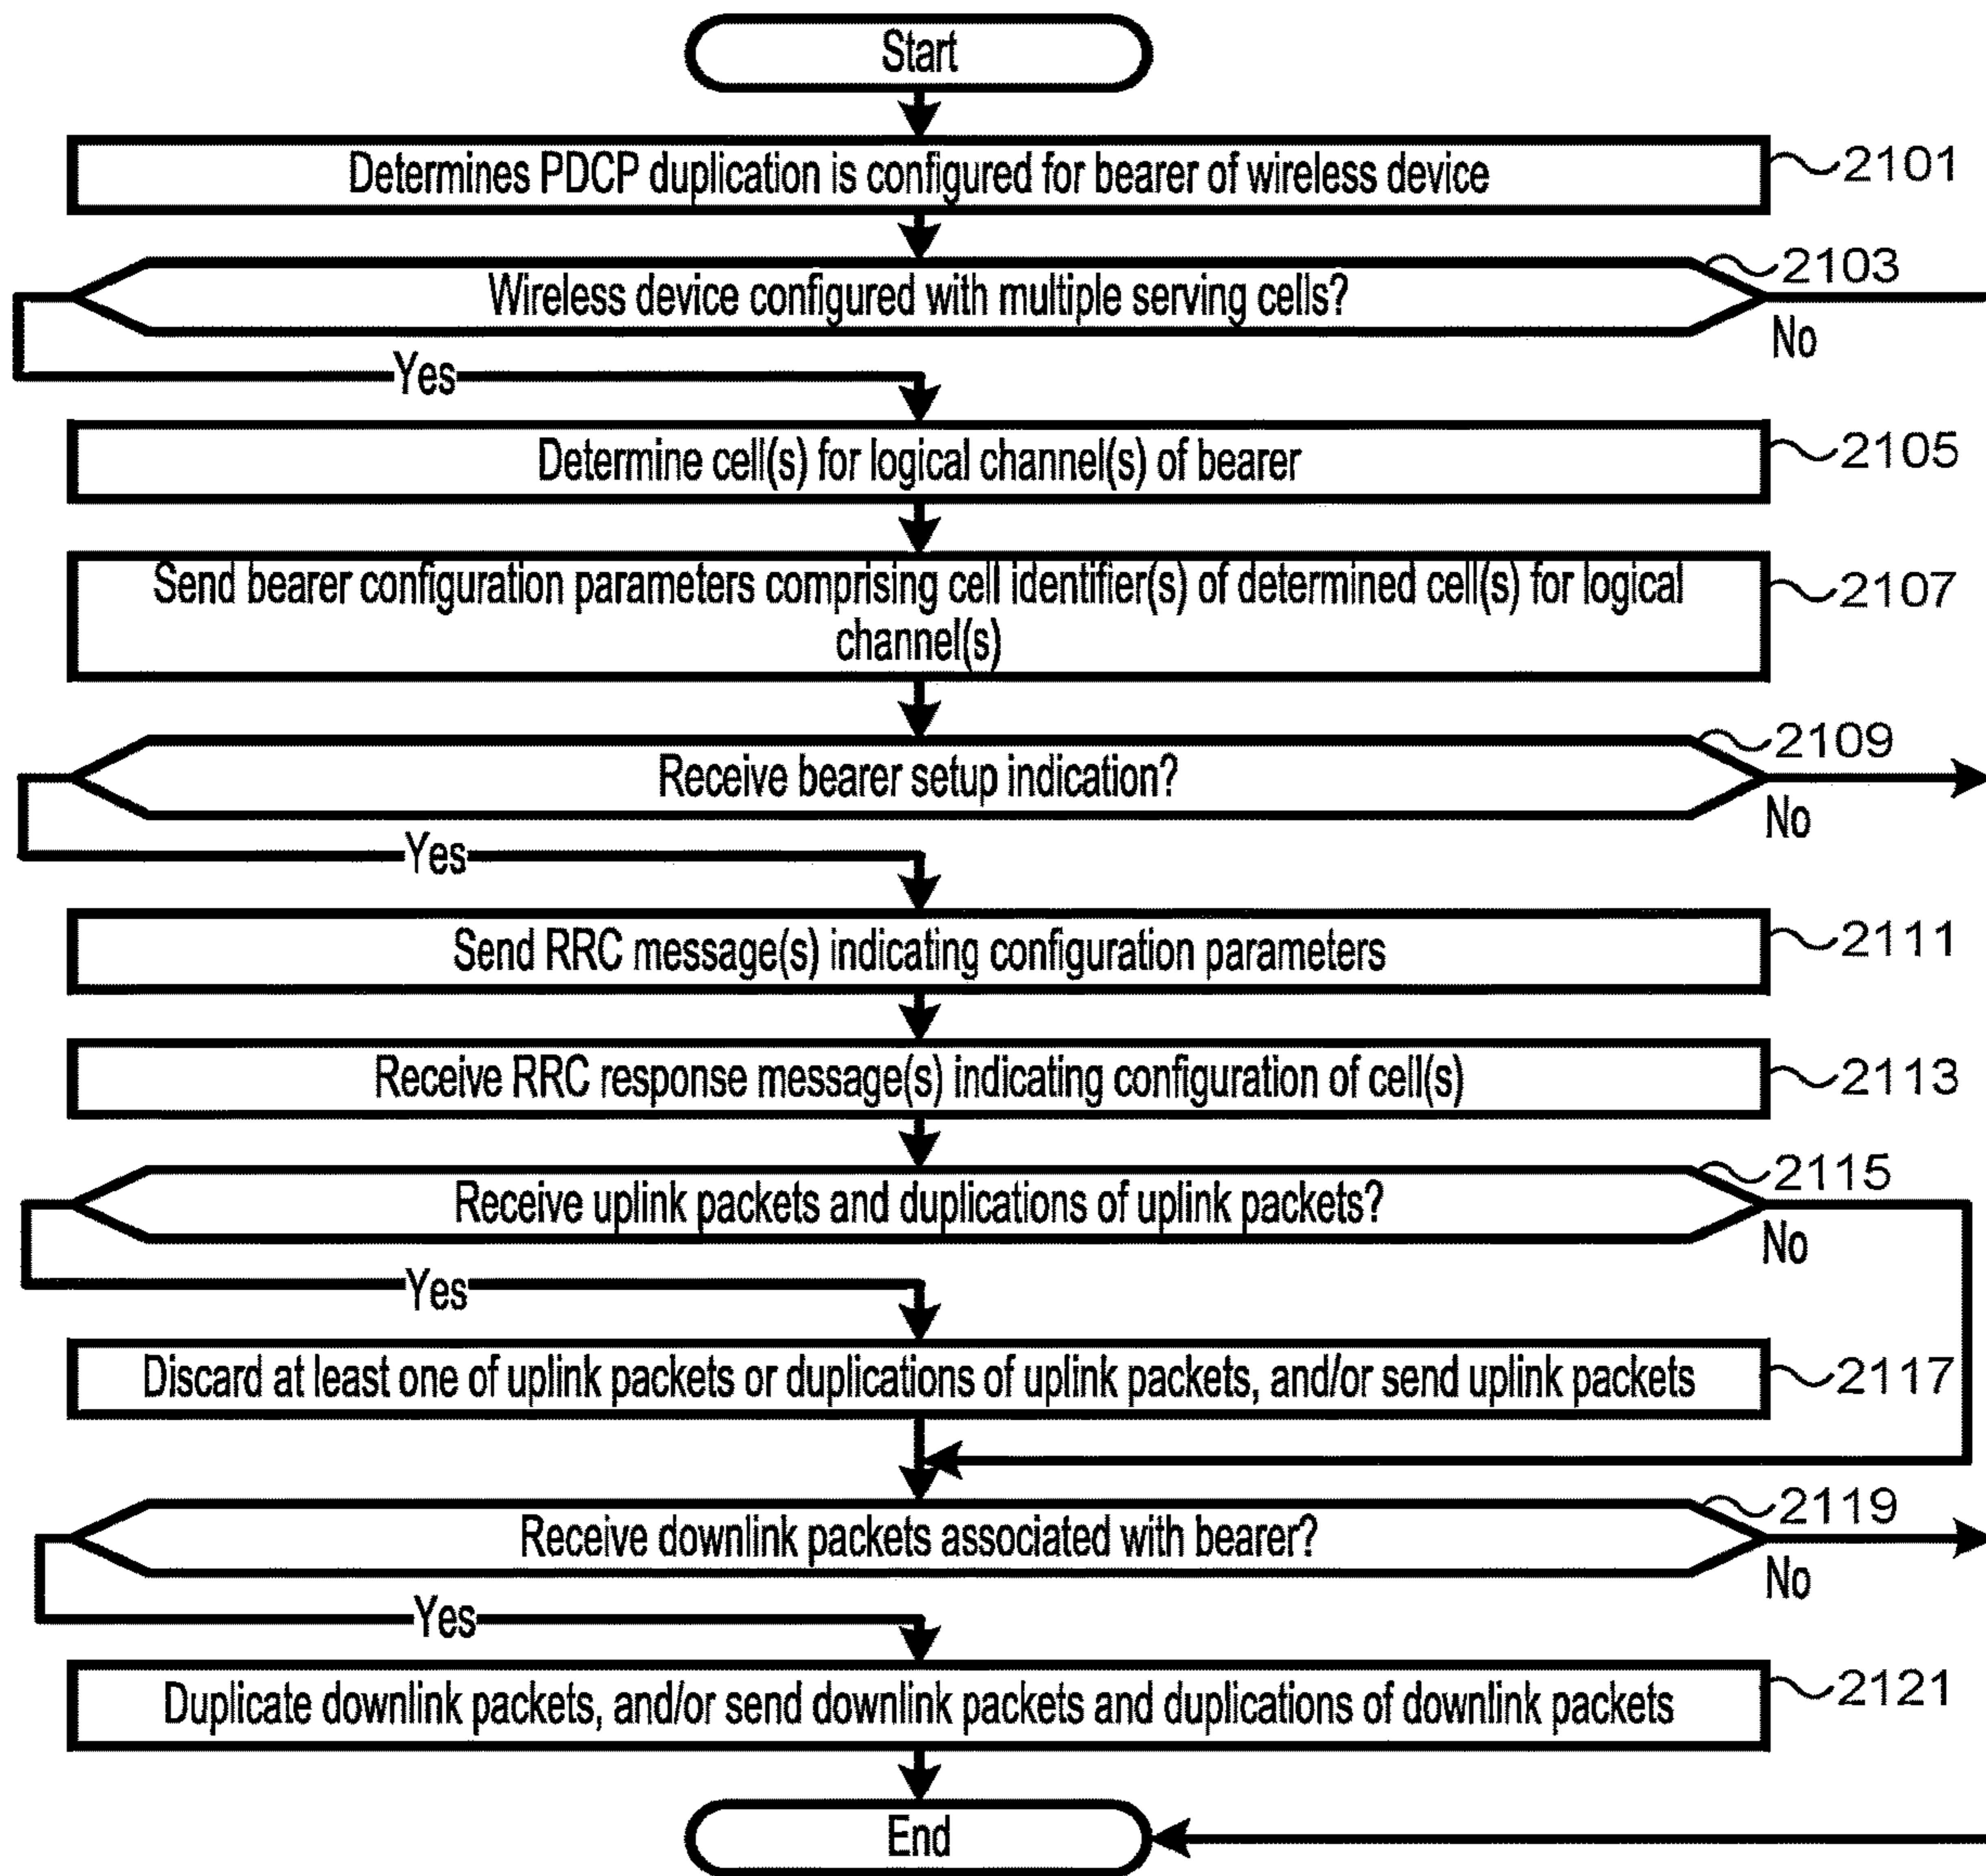 Start
Determines PDCP duplication is configured for bearer of wireless device
2101
Wireless device configured with multiple serving cells?
2103
No
Yes
Determine cell(s) for logical channel(s) of bearer
2105
Send bearer configuration parameters comprising cell identifier(s) of determined cell(s) for logical
channel(s)
2107
Receive bearer setup indication?
2109
No
Yes
Send RRC message(s) indicating configuration parameters
2111
Receive RRC response message(s) indicating configuration of cell(s)
2113
Receive uplink packets and duplications of uplink packets?
2115
No
Yes
Discard at least one of uplink packets or duplications of uplink packets, and/or send uplink packets
2117
Receive downlink packets associated with bearer?
2119
No
Yes
Duplicate downlink packets, and/or send downlink packets and duplications of downlink packets
2121
End